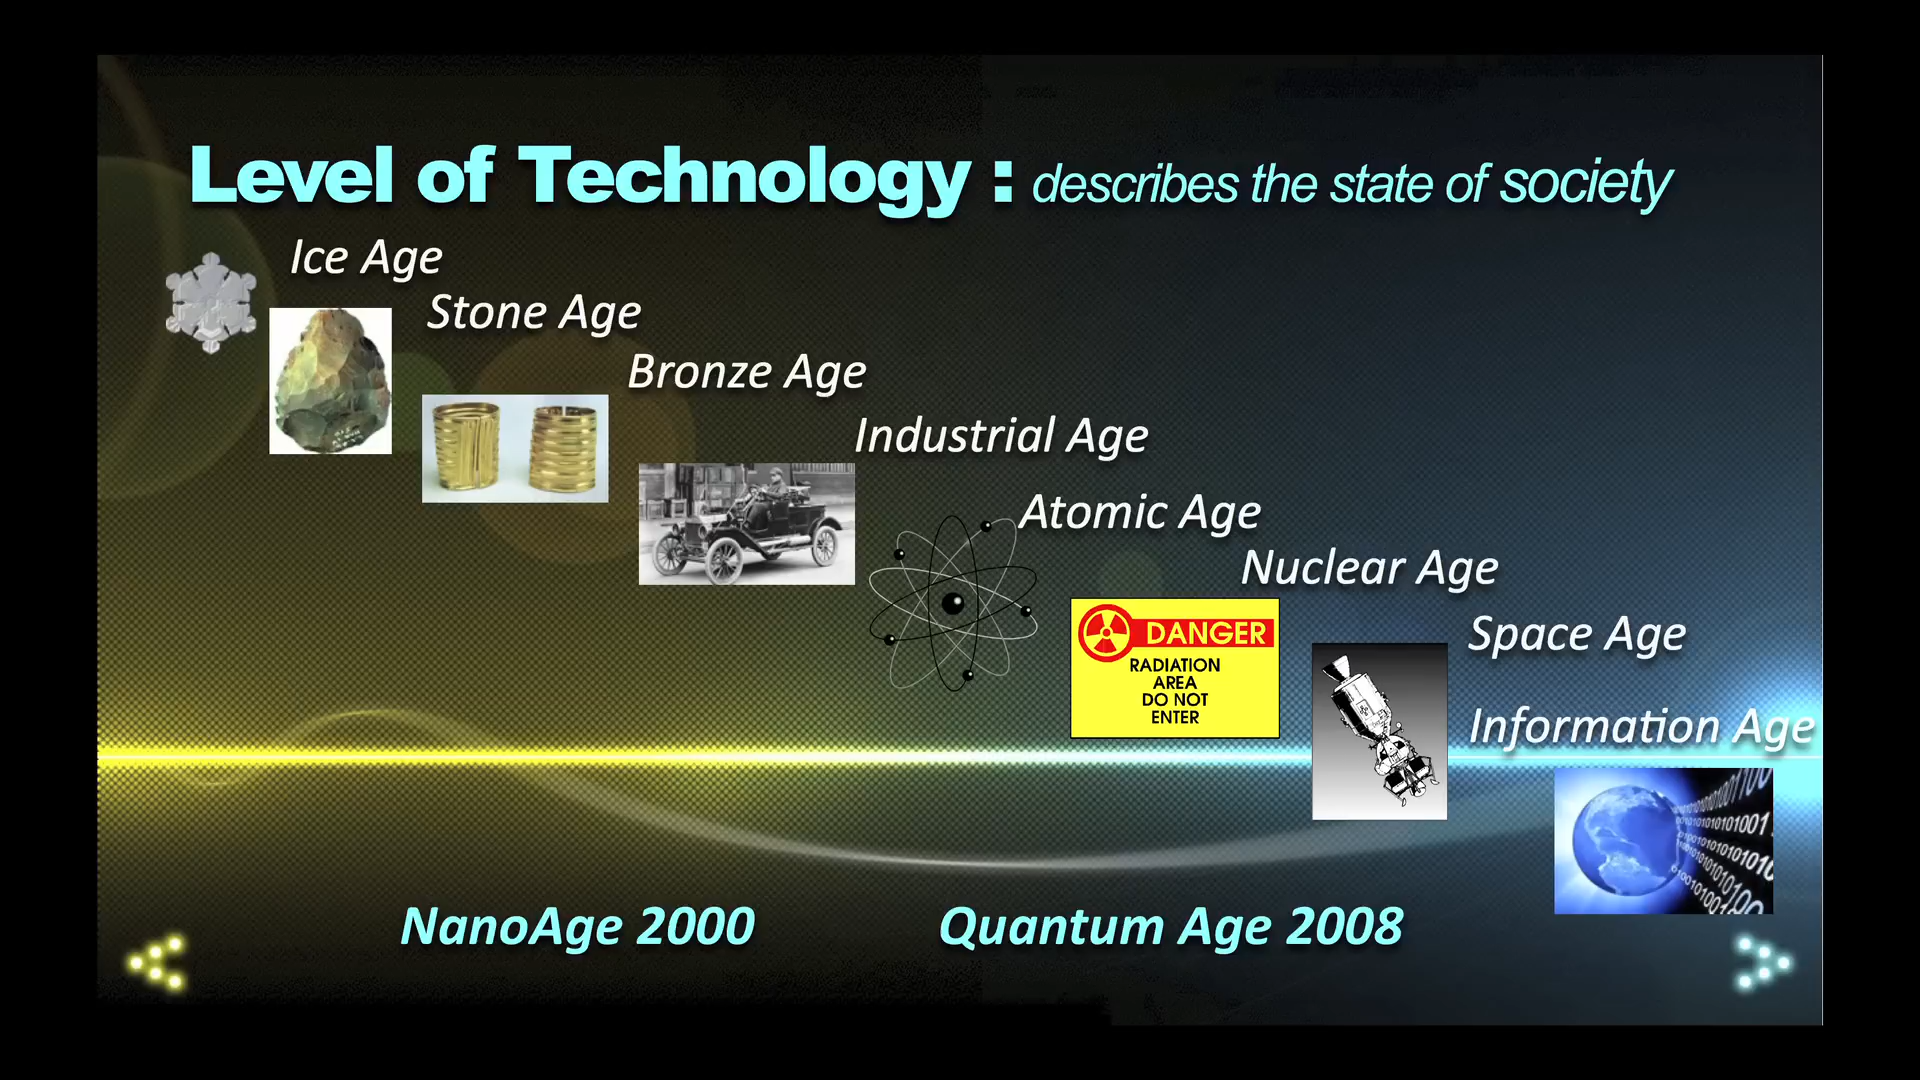 Level of Technology : describes the state of society
Ice Age
Stone Age
Bronze Age
Industrial Age
Atomic Age
Nuclear Age
DANGER
RADIATION
AREA
DO NOT
ENTER
Space Age
Information Age
NanoAge 2000
Quantum Age 2008